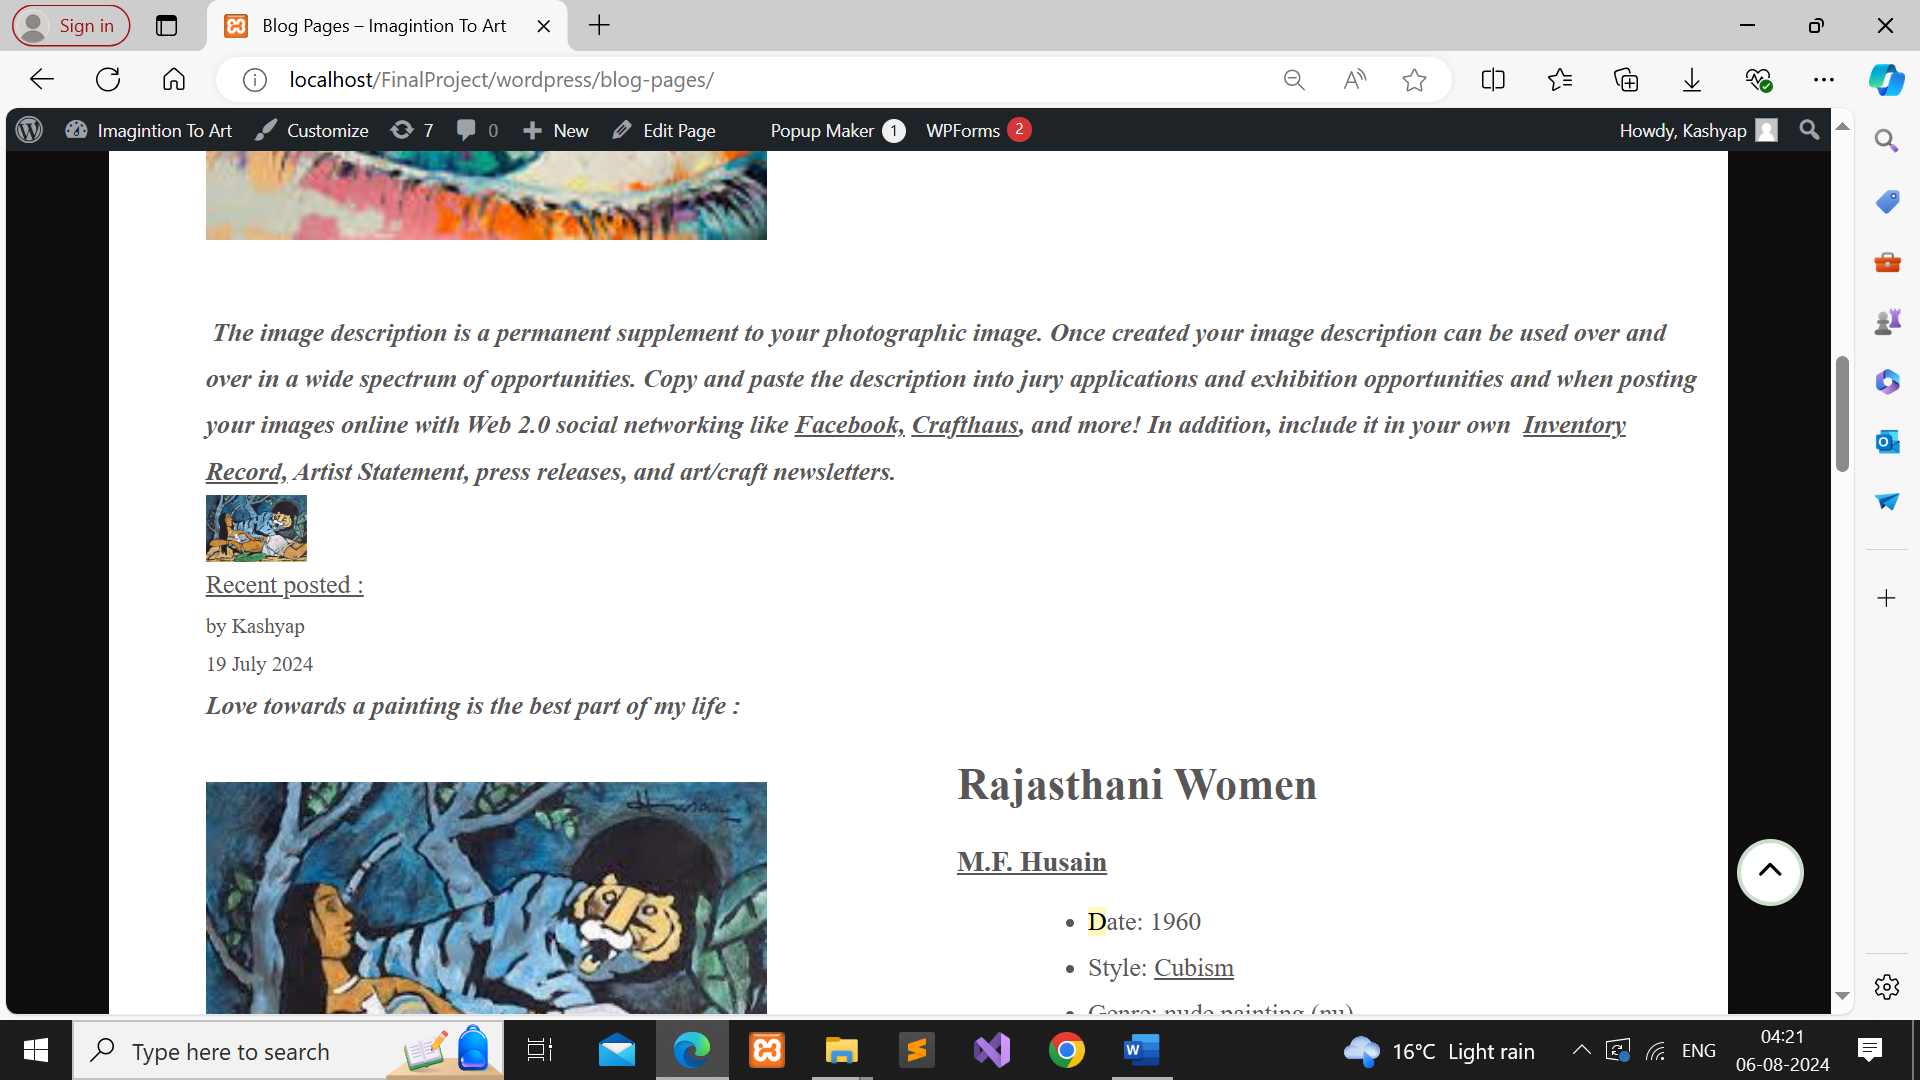 Sign in
Blog Pages – Imagintion To Art
localhost/FinalProject/wordpress/blog-pages/
Imagintion To Art Customize 7 0 New Edit Page Popup Maker 1 WPForms 2 Howdy, Kashyap
The image description is a permanent supplement to your photographic image. Once created your image description can be used over and
over in a wide spectrum of opportunities. Copy and paste the description into jury applications and exhibition opportunities and when posting
your images online with Web 2.0 social networking like Facebook, Crafthaus, and more! In addition, include it in your own Inventory
Record, Artist Statement, press releases, and art/craft newsletters.
Recent posted :
by Kashyap
19 July 2024
Love towards a painting is the best part of my life :
Rajasthani Women
M.F. Husain
Date: 1960
Style: Cubism
Genre: nude painting (nu)
Husain
Type here to search
16°C Light rain
ENG
04:21
06-08-2024